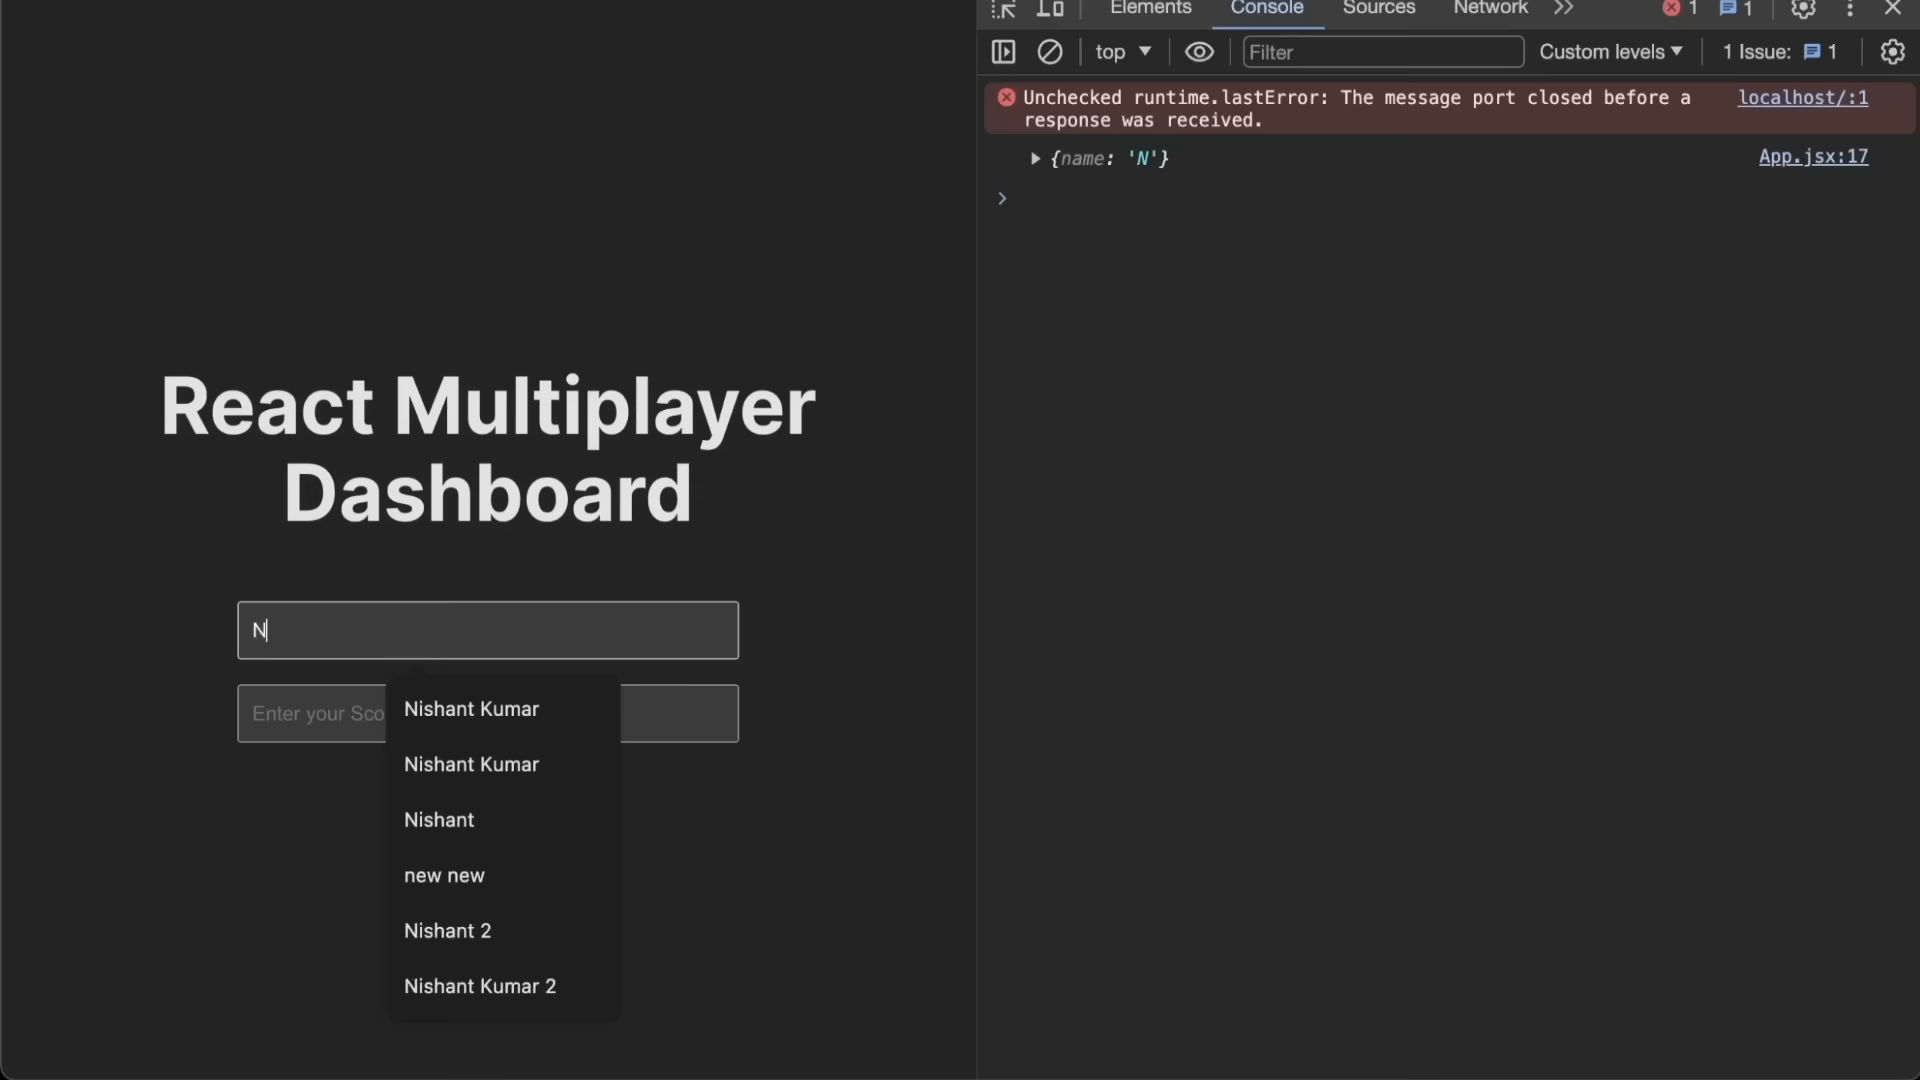 Elements Console Sources Network 1 1
top Filter Custom levels 1 Issue: 1
Unchecked runtime.lastError: The message port closed before a localhost/:1
response was received.
{name: 'N'} App.jsx:17
React Multiplayer
Dashboard
N
Enter your Sco
Nishant Kumar
Nishant Kumar
Nishant
new new
Nishant 2
Nishant Kumar 2